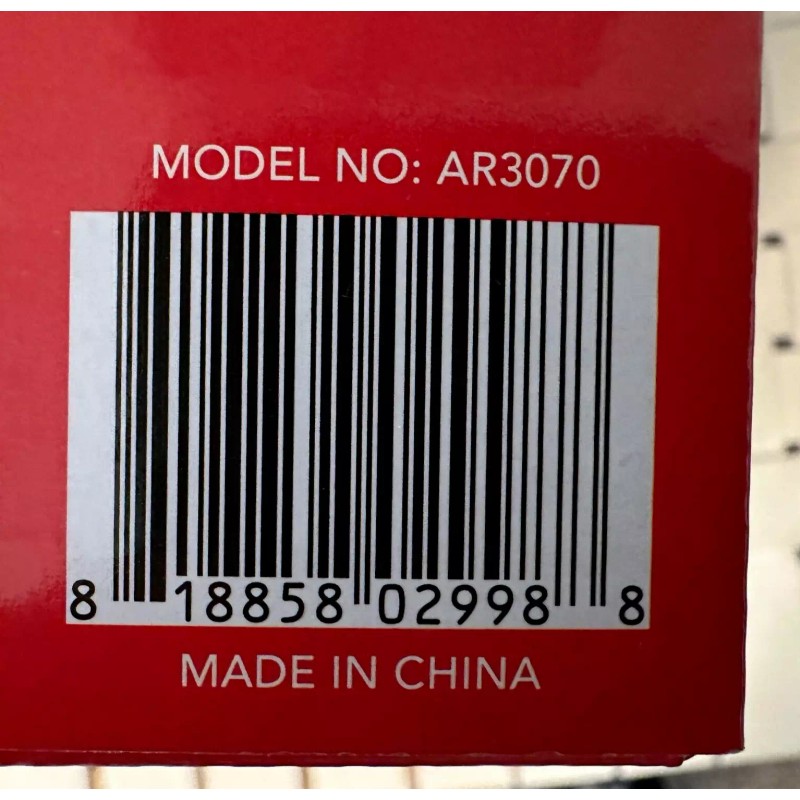 MODEL NO: AR3070
8 18858 02998 8
MADE IN CHINA